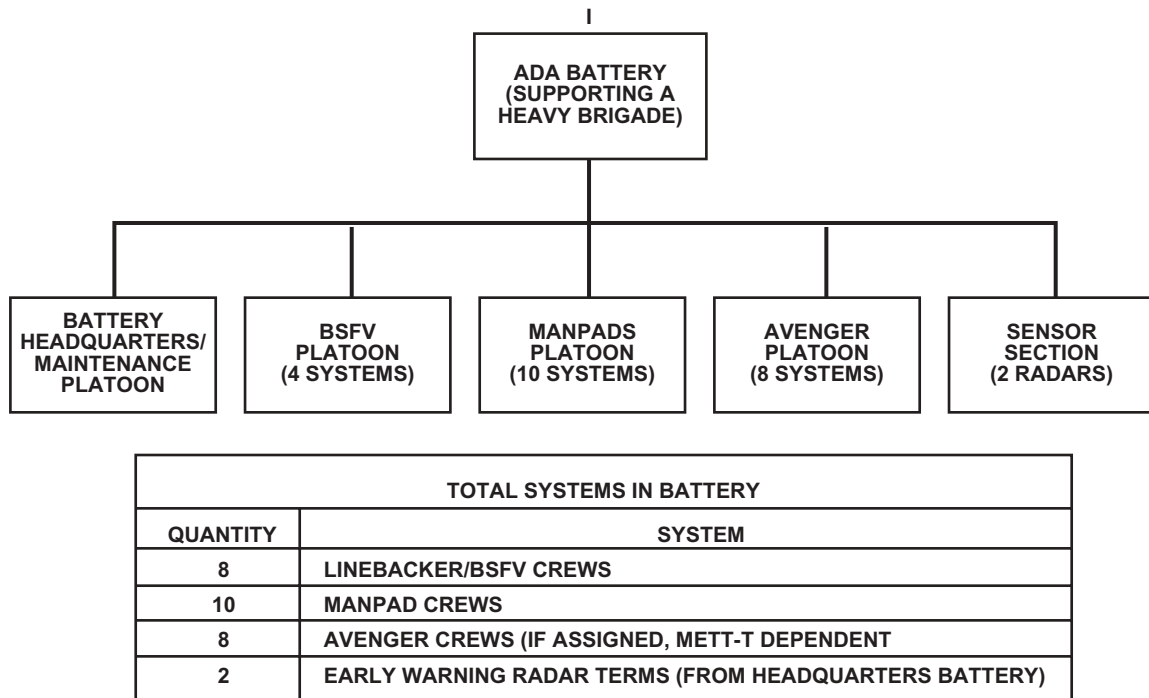 I
ADA BATTERY
(SUPPORTING A
HEAVY BRIGADE)
BATTERY
HEADQUARTERS/
MAINTENANCE
PLATOON
BSFV
PLATOON
(4 SYSTEMS)
MANPADS
PLATOON
(10 SYSTEMS)
AVENGER
PLATOON
(8 SYSTEMS)
SENSOR
SECTION
(2 RADARS)
TOTAL SYSTEMS IN BATTERY
QUANTITY SYSTEM
8 LINEBACKER/BSFV CREWS
10 MANPAD CREWS
8 AVENGER CREWS (IF ASSIGNED, METT-T DEPENDENT
2 EARLY WARNING RADAR TERMS (FROM HEADQUARTERS BATTERY)